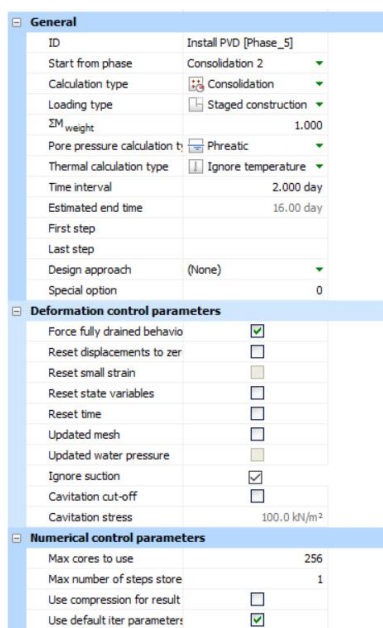 General
ID Install PVD [Phase_5]
Start from phase Consolidation 2
Calculation type Consolidation
Loading type Staged construction
ΣMweight 1.000
Pore pressure calculation ty Phreatic
Thermal calculation type Ignore temperature
Time interval 2.000 day
Estimated end time 16.00 day
First step
Last step
Design approach (None)
Special option 0
Deformation control parameters
Force fully drained behavio
Reset displacements to zer
Reset small strain
Reset state variables
Reset time
Updated mesh
Updated water pressure
Ignore suction
Cavitation cut-off
Cavitation stress 100.0 kN/m²
Numerical control parameters
Max cores to use 256
Max number of steps store 1
Use compression for result
Use default iter parameters